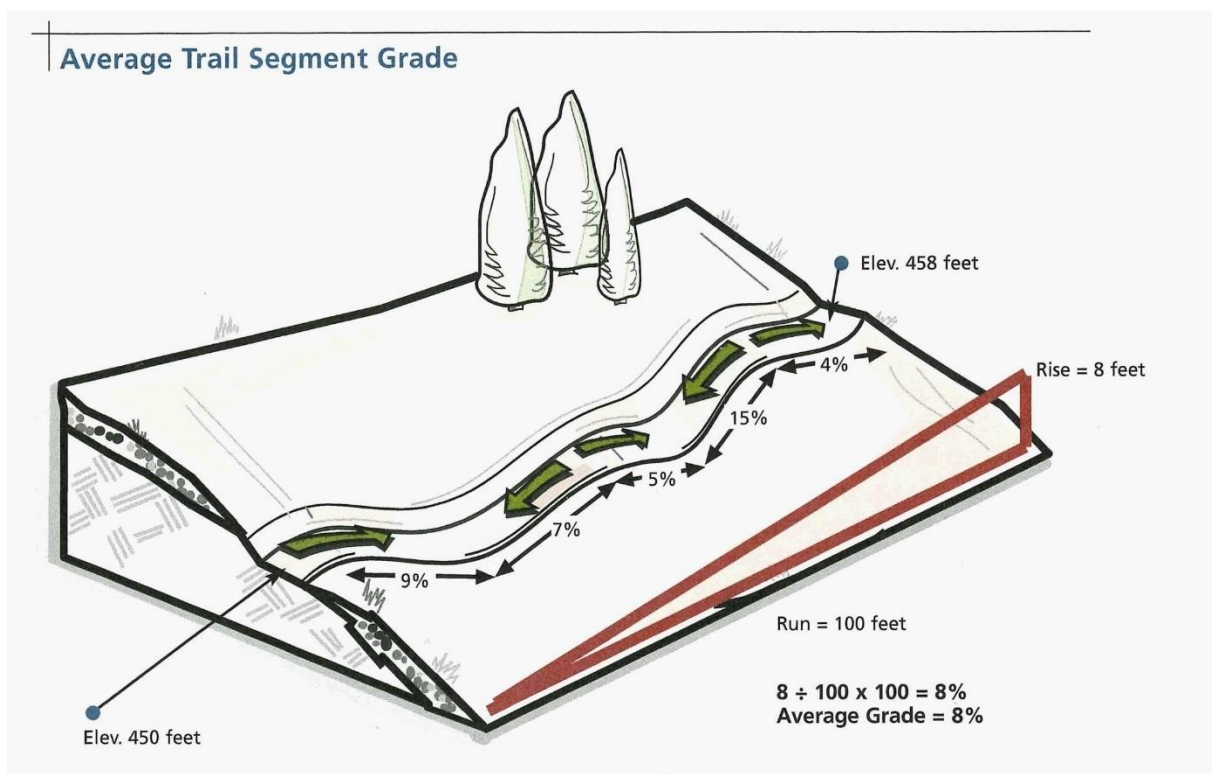 Average Trail Segment Grade
Elev. 458 feet
Rise = 8 feet
4%
15%
5%
7%
9%
Run = 100 feet
8 ÷ 100 x 100 = 8%
Average Grade = 8%
Elev. 450 feet